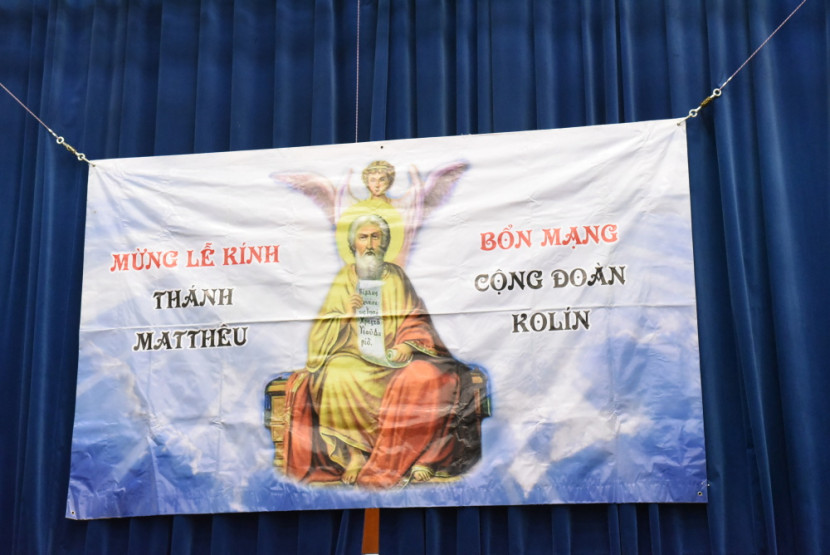 MỪNG LỄ KÍNH
THÁNH
MATTHÊU
BỔN MẠNG
CỘNG ĐOÀN
KOLÍN